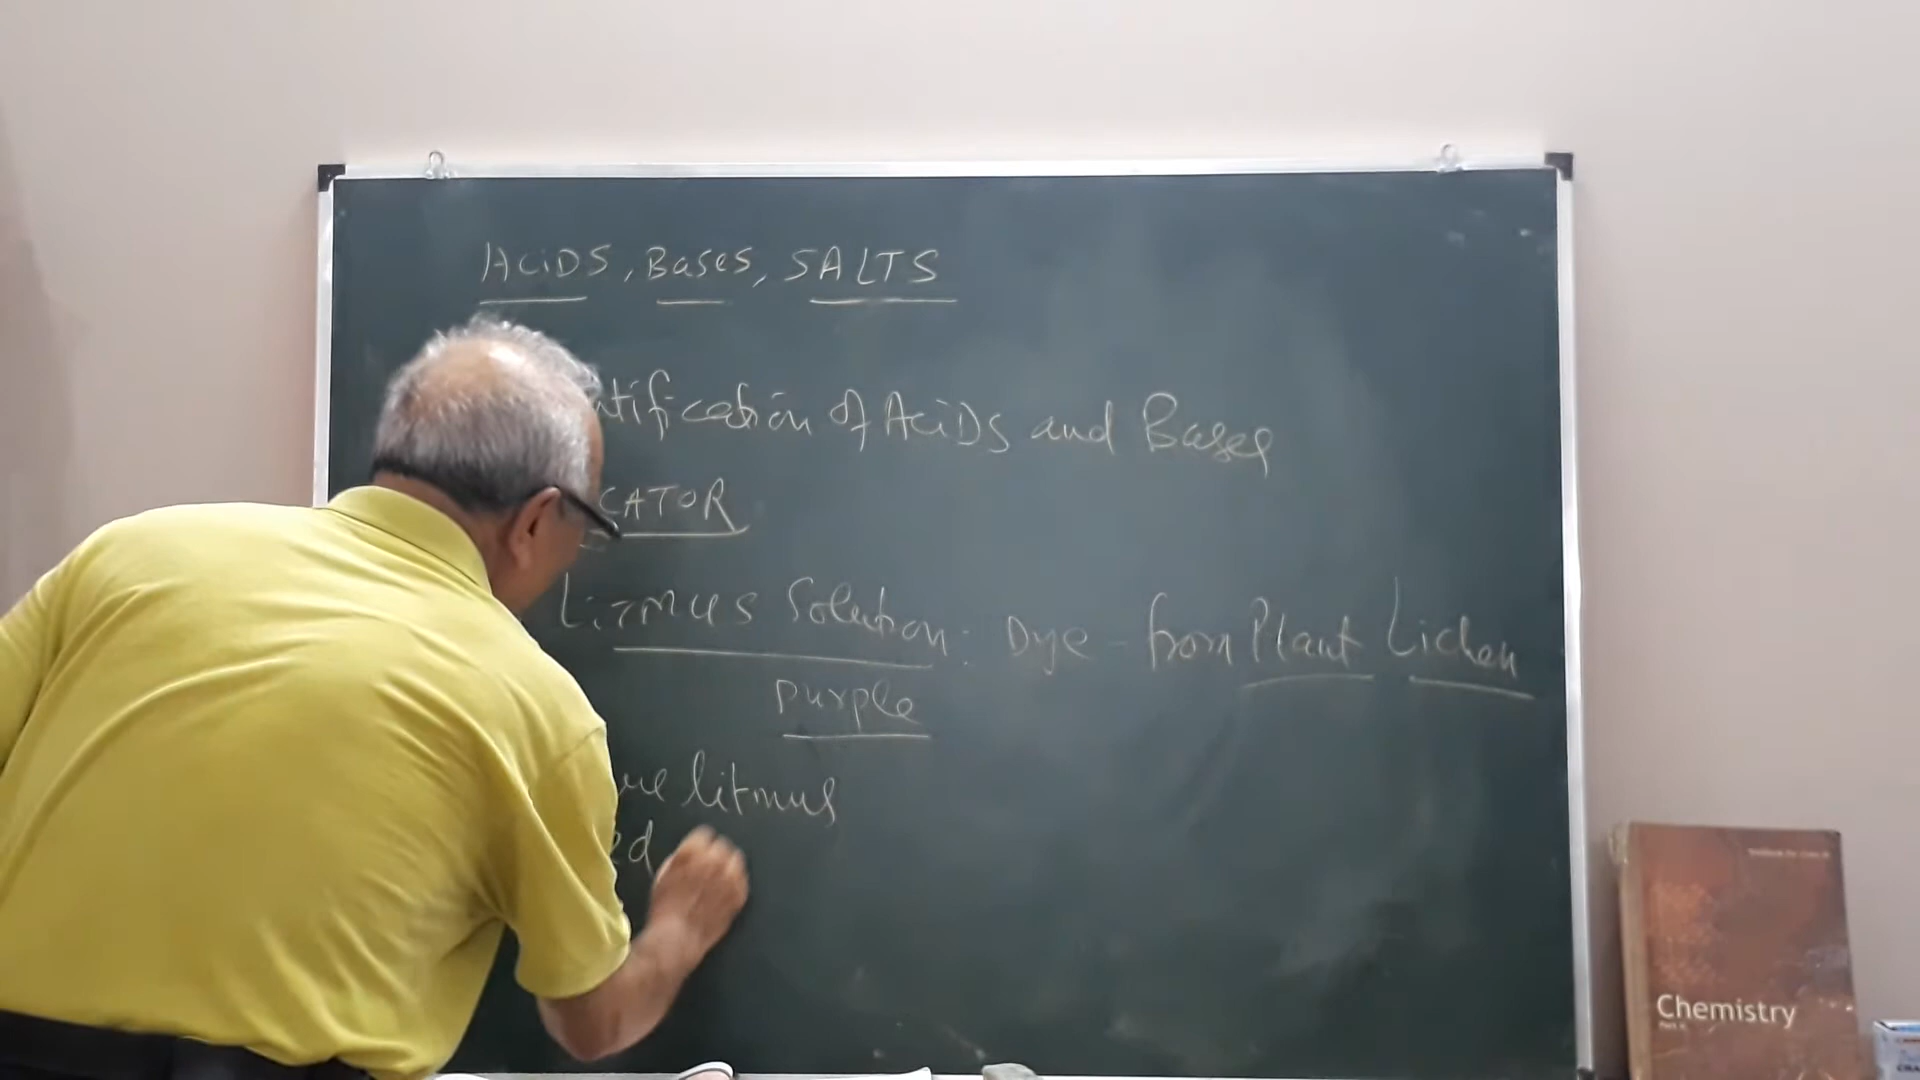 ACiDS, Bases, SALTS
ntification of AciDs and Bases
CATOR
LiTMUS Solution: Dye - from Plant Lichen
purple
ue litmus
ed
Chemistry